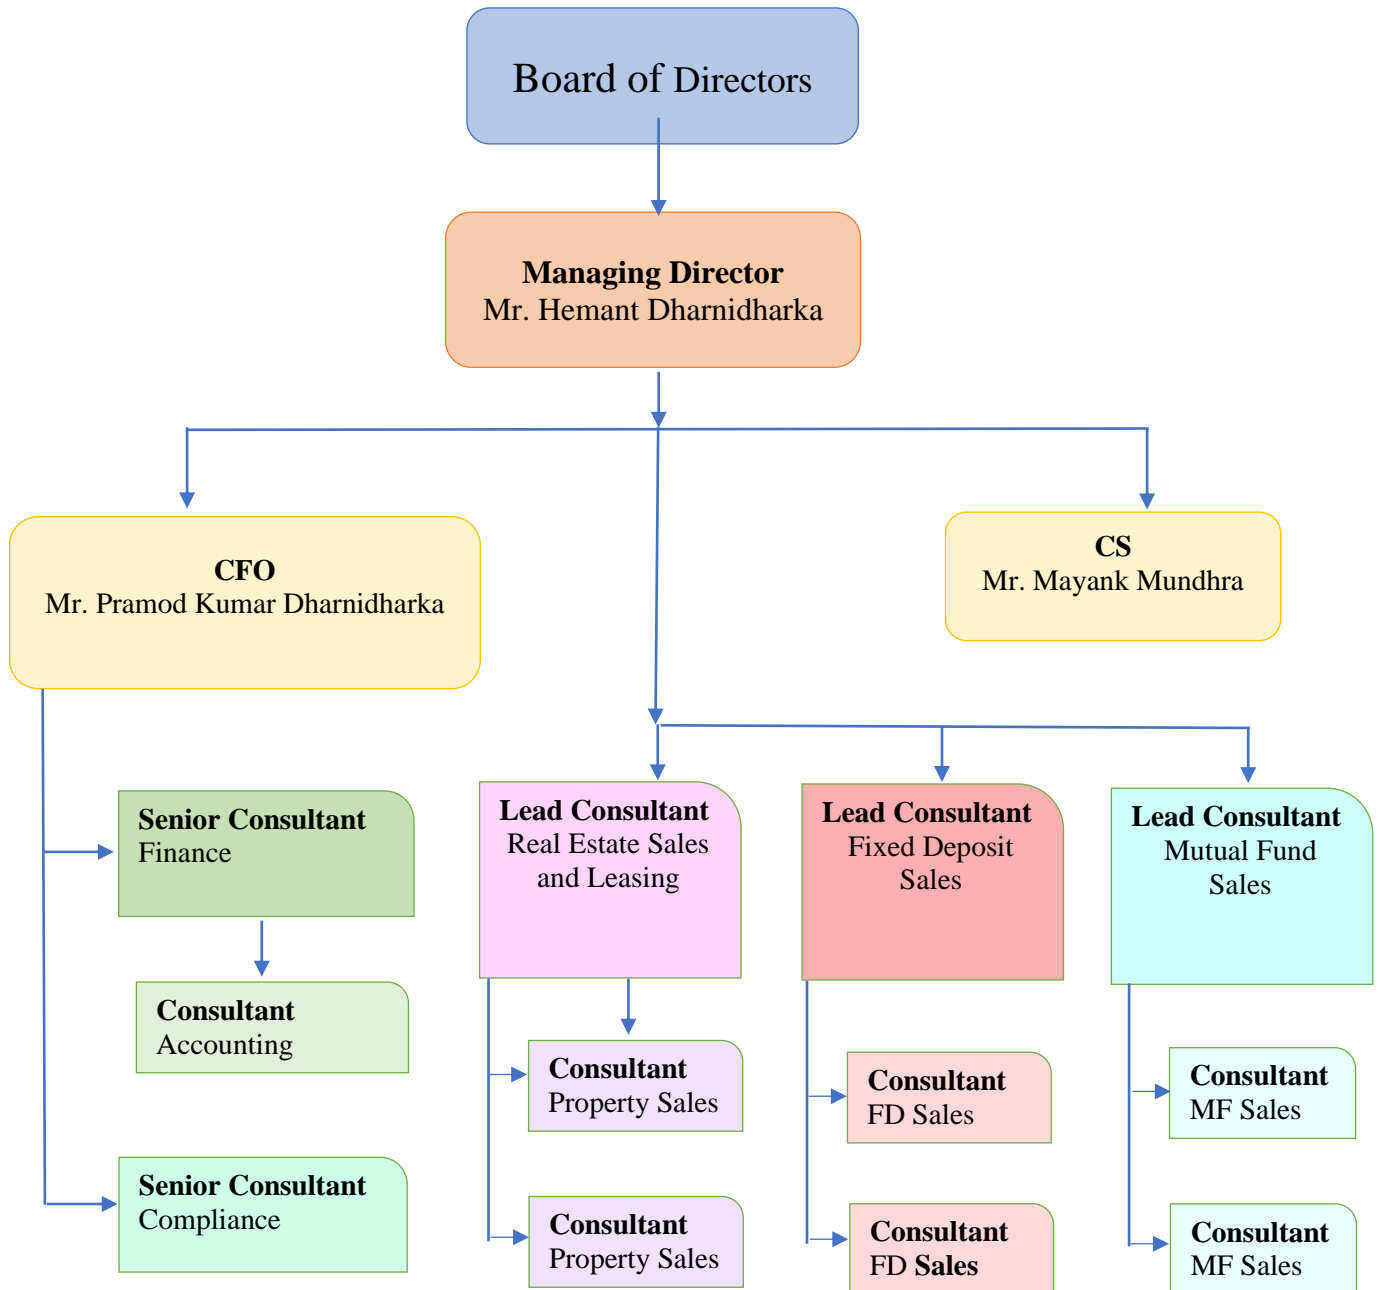 Board of Directors
Managing Director
Mr. Hemant Dharnidharka
CFO
Mr. Pramod Kumar Dharnidharka
CS
Mr. Mayank Mundhra
Senior Consultant
Finance
Consultant
Accounting
Senior Consultant
Compliance
Lead Consultant
Real Estate Sales
and Leasing
Consultant
Property Sales
Consultant
Property Sales
Lead Consultant
Fixed Deposit
Sales
Consultant
FD Sales
Consultant
FD Sales
Lead Consultant
Mutual Fund
Sales
Consultant
MF Sales
Consultant
MF Sales